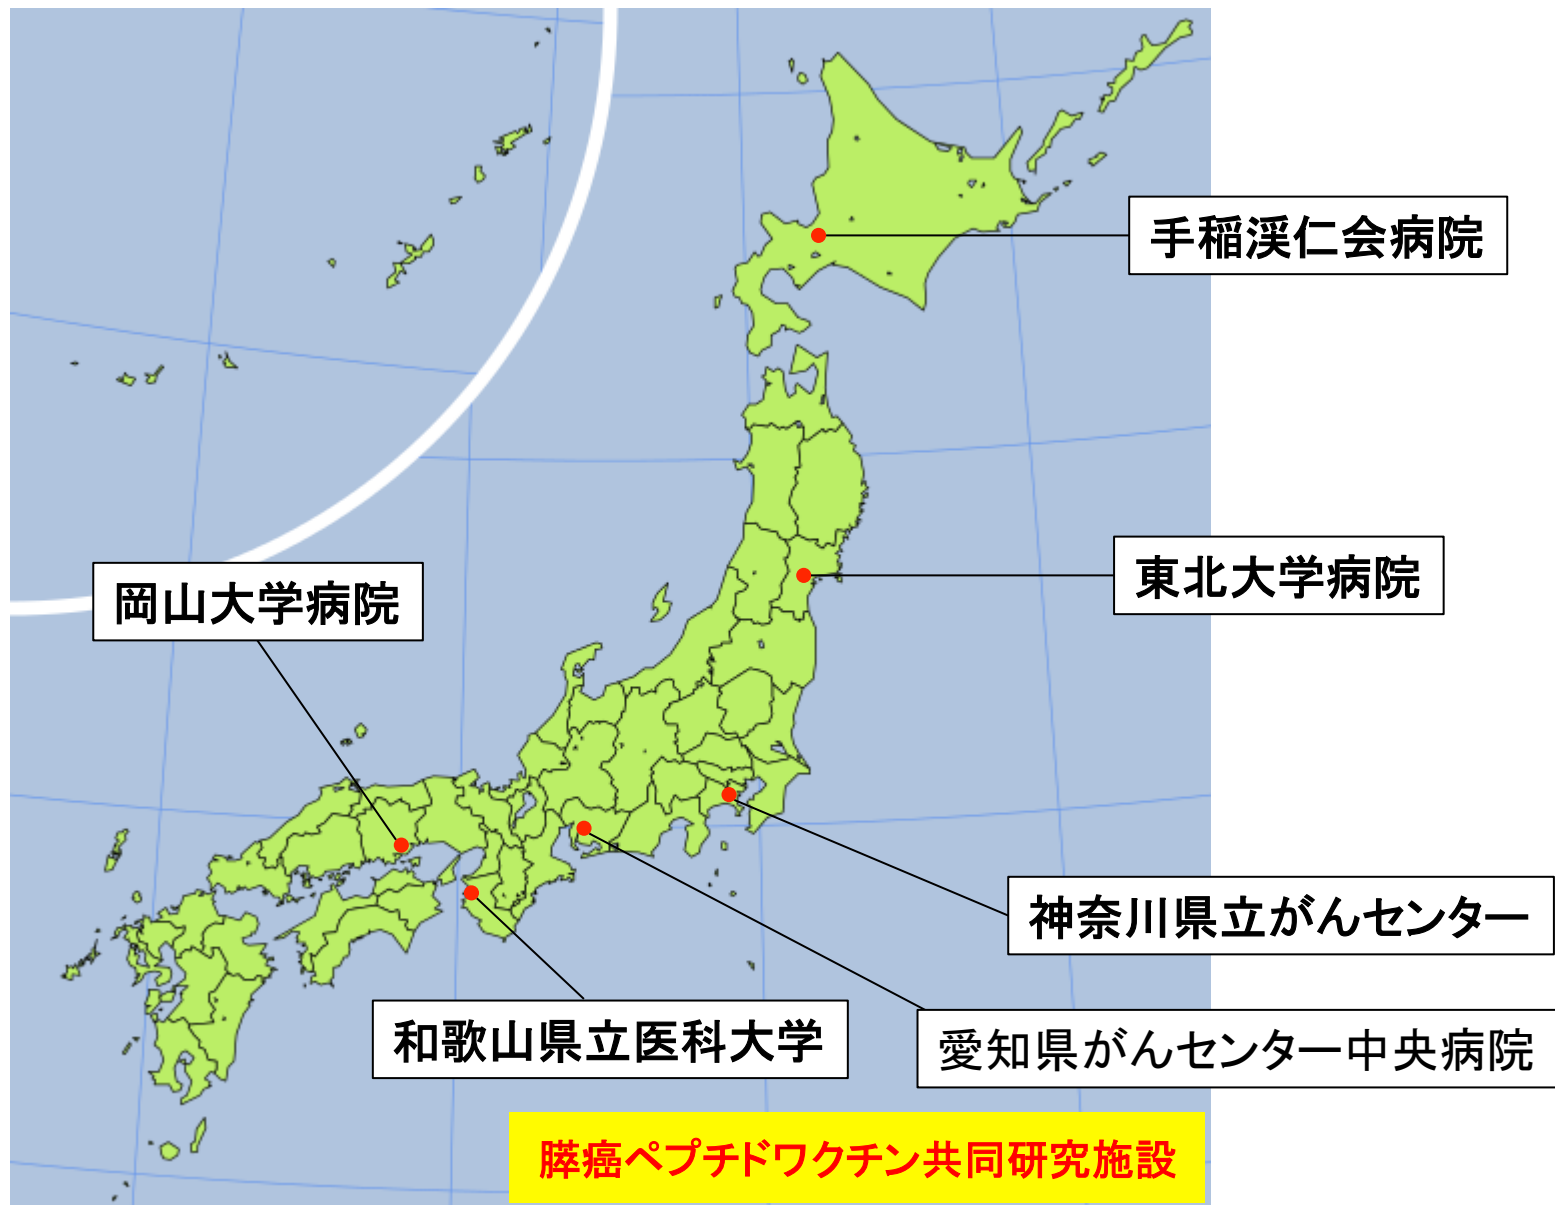 手稲渓仁会病院
東北大学病院
岡山大学病院
神奈川県立がんセンター
和歌山県立医科大学
愛知県がんセンター中央病院
膵癌ペプチドワクチン共同研究施設